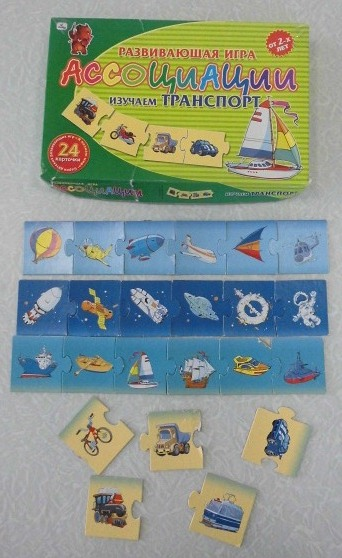 РАЗВИВАЮЩАЯ ИГРА
от 2-х лет
АССОЦИАЦИИ
ИЗУЧАЕМ ТРАНСПОРТ
24
карточки
АССОЦИАЦИИ
ТРАНСПОРТ